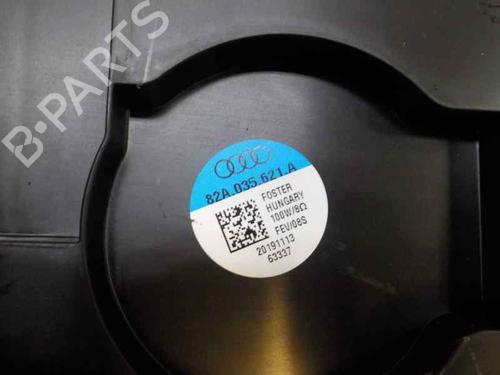 B-PARTS
82A.035.621.A
FOSTER
HUNGARY
100W/8Ω
FEV/08S
20191113
63337